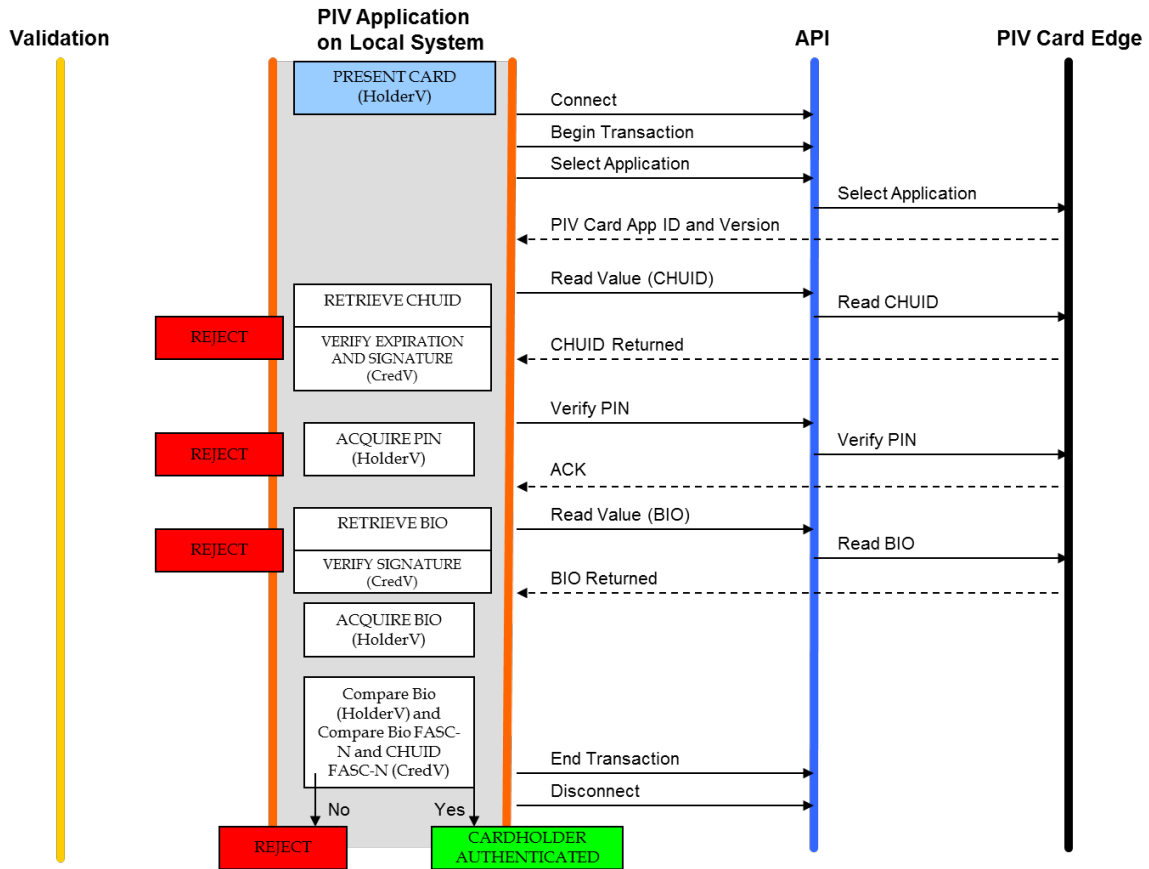 Validation
PIV Application
on Local System
API
PIV Card Edge
PRESENT CARD
(HolderV)
Connect
Begin Transaction
Select Application
Select Application
PIV Card App ID and Version
Read Value (CHUID)
RETRIEVE CHUID
Read CHUID
REJECT
VERIFY EXPIRATION
AND SIGNATURE
(CredV)
CHUID Returned
Verify PIN
ACQUIRE PIN
(HolderV)
Verify PIN
REJECT
ACK
Read Value (BIO)
RETRIEVE BIO
Read BIO
REJECT
VERIFY SIGNATURE
(CredV)
BIO Returned
ACQUIRE BIO
(HolderV)
Compare Bio
(HolderV) and
Compare Bio FASC-
N and CHUID
FASC-N (CredV)
End Transaction
Disconnect
No
Yes
REJECT
CARDHOLDER
AUTHENTICATED